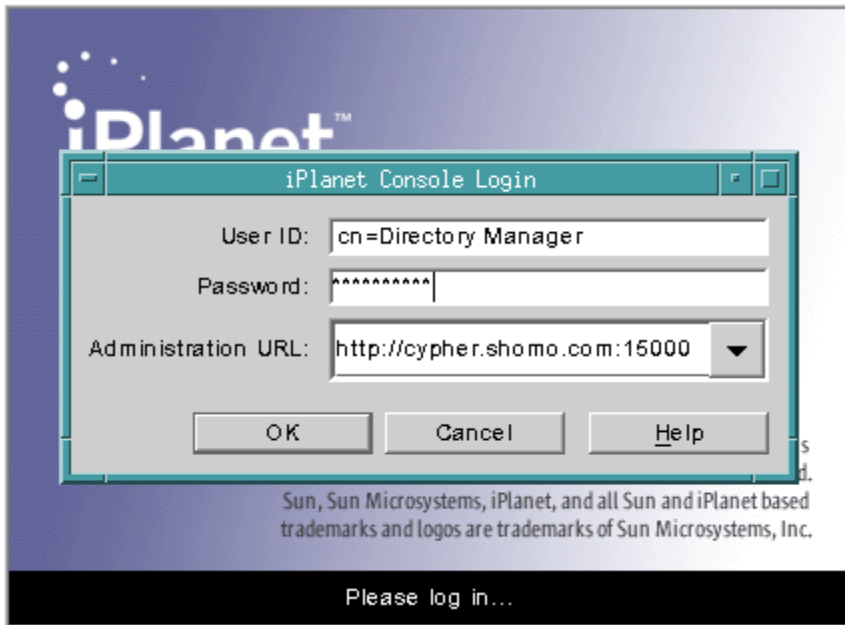 iPlanet™
iPlanet Console Login
User ID: cn=Directory Manager
Password: **********
Administration URL: http://cypher.shomo.com:15000
OK Cancel Help
s
d.
Sun, Sun Microsystems, iPlanet, and all Sun and iPlanet based
trademarks and logos are trademarks of Sun Microsystems, Inc.
Please log in...